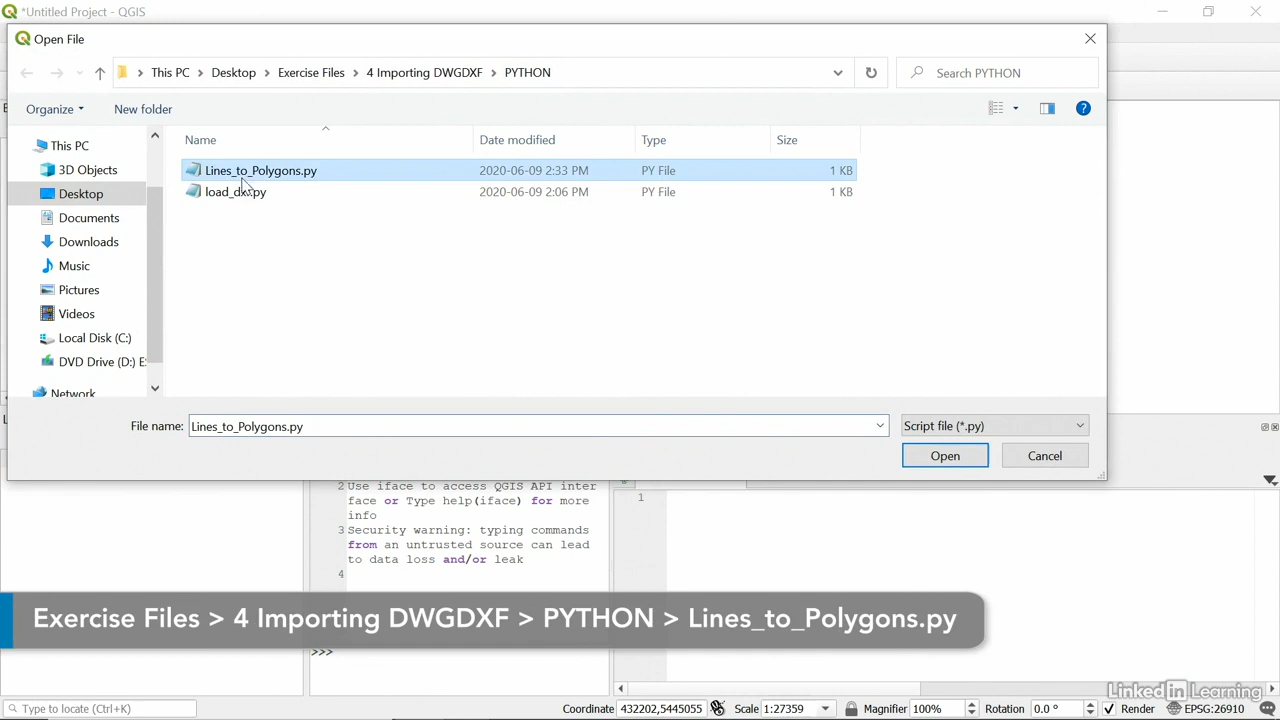 *Untitled Project - QGIS
Open File
This PC > Desktop > Exercise Files > 4 Importing DWGDXF > PYTHON
Search PYTHON
Organize
New folder
Name Date modified Type Size
This PC
3D Objects
Desktop
Documents
Downloads
Music
Pictures
Videos
Local Disk (C:)
DVD Drive (D:) E
Network
Lines_to_Polygons.py 2020-06-09 2:33 PM PY File 1 KB
load_dxf.py 2020-06-09 2:06 PM PY File 1 KB
File name: Lines_to_Polygons.py
Script file (*.py)
Open Cancel
2 Use iface to access QGIS API inter
face or Type help(iface) for more
info
3 Security warning: typing commands
from an untrusted source can lead
to data loss and/or leak
4
>>>
1
Exercise Files > 4 Importing DWGDXF > PYTHON > Lines_to_Polygons.py
LinkedIn Learning
Type to locate (Ctrl+K)
Coordinate 432202,5445055 Scale 1:27359 Magnifier 100% Rotation 0.0 ° Render EPSG:26910